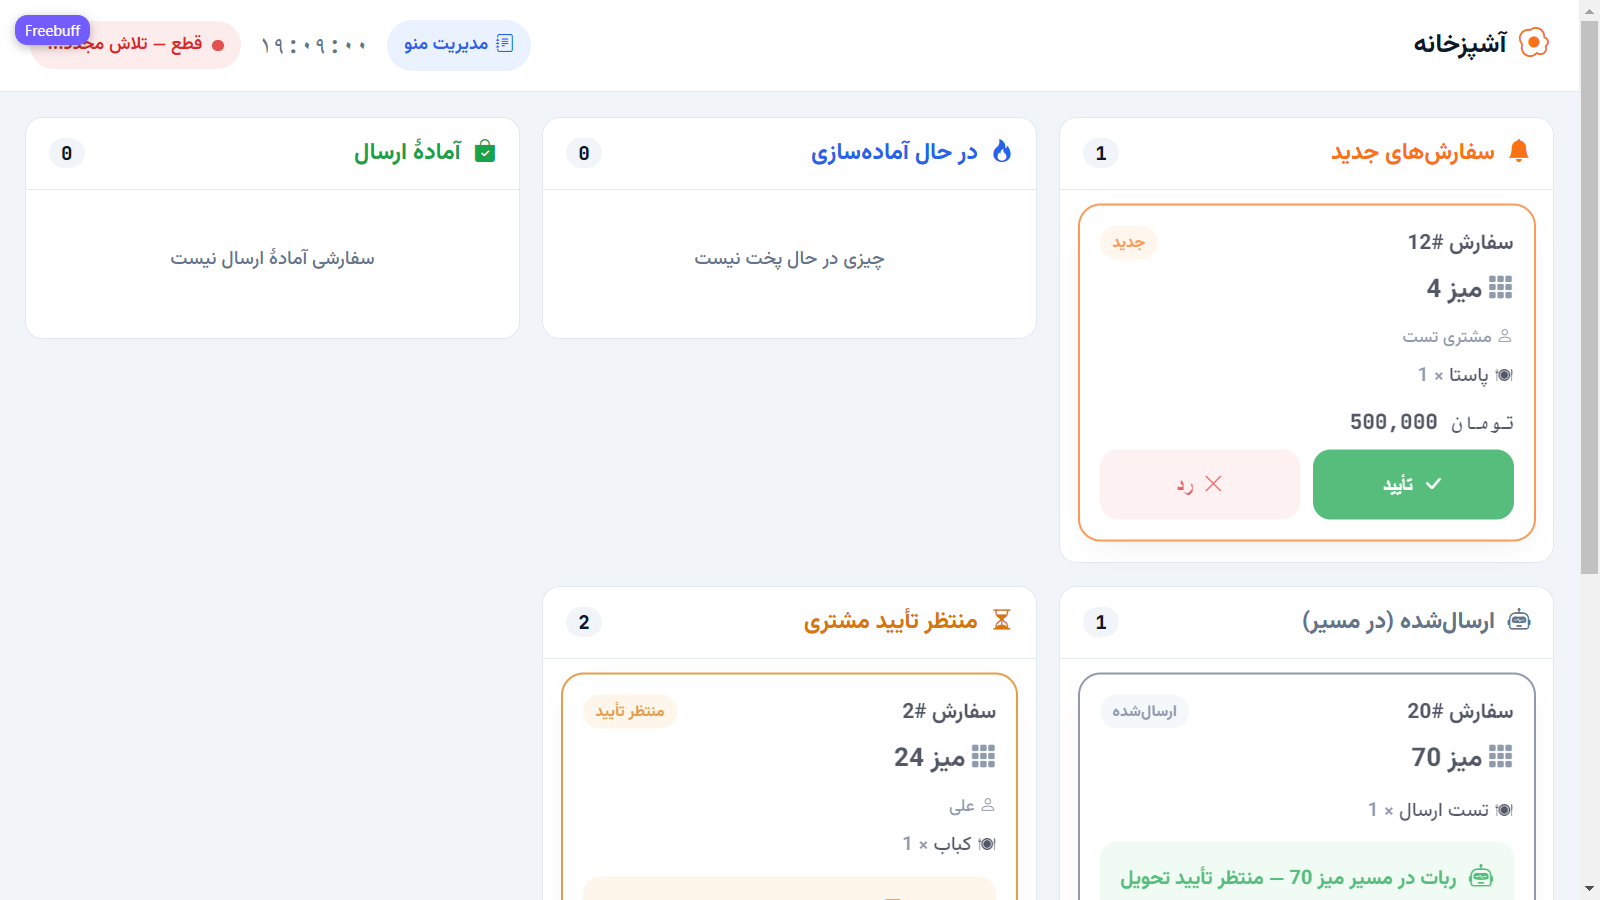 آشپزخانه
مدیریت منو
۱۹:۰۹:۰۰
قطع – تلاش مجدد...
Freebuff
سفارش‌های جدید
1
سفارش #12
جدید
میز 4
مشتری تست
پاستا × 1
500,000 تومان
تأیید
رد
در حال آماده‌سازی
0
چیزی در حال پخت نیست
آمادهٔ ارسال
0
سفارشی آمادهٔ ارسال نیست
ارسال‌شده (در مسیر)
1
سفارش #20
ارسال‌شده
میز 70
تست ارسال × 1
ربات در مسیر میز 70 – منتظر تأیید تحویل
منتظر تأیید مشتری
2
سفارش #2
منتظر تأیید
میز 24
علی
کباب × 1